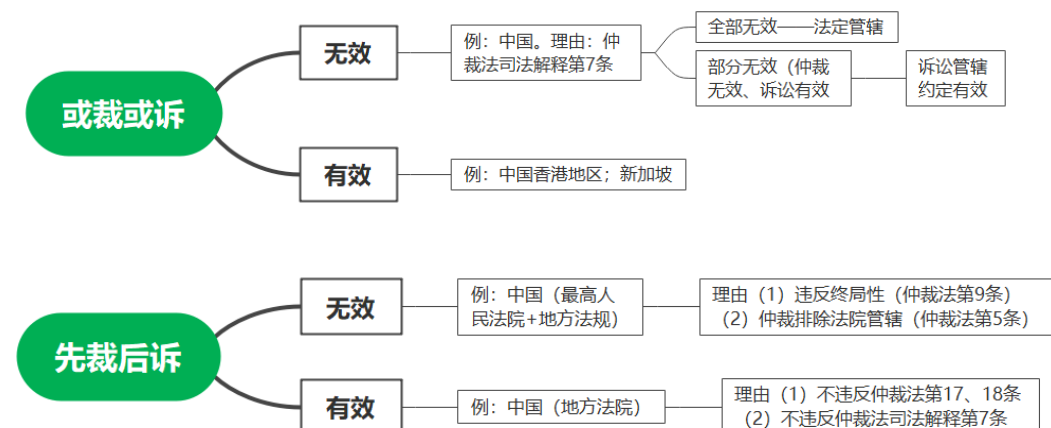 或裁或诉
无效
例：中国。理由：仲
裁法司法解释第7条
全部无效——法定管辖
部分无效（仲裁
无效、诉讼有效
诉讼管辖
约定有效
有效
例：中国香港地区；新加坡
先裁后诉
无效
例：中国（最高人
民法院+地方法规）
理由（1）违反终局性（仲裁法第9条）
（2）仲裁排除法院管辖（仲裁法第5条）
有效
例：中国（地方法院）
理由（1）不违反仲裁法第17、18条
（2）不违反仲裁法司法解释第7条